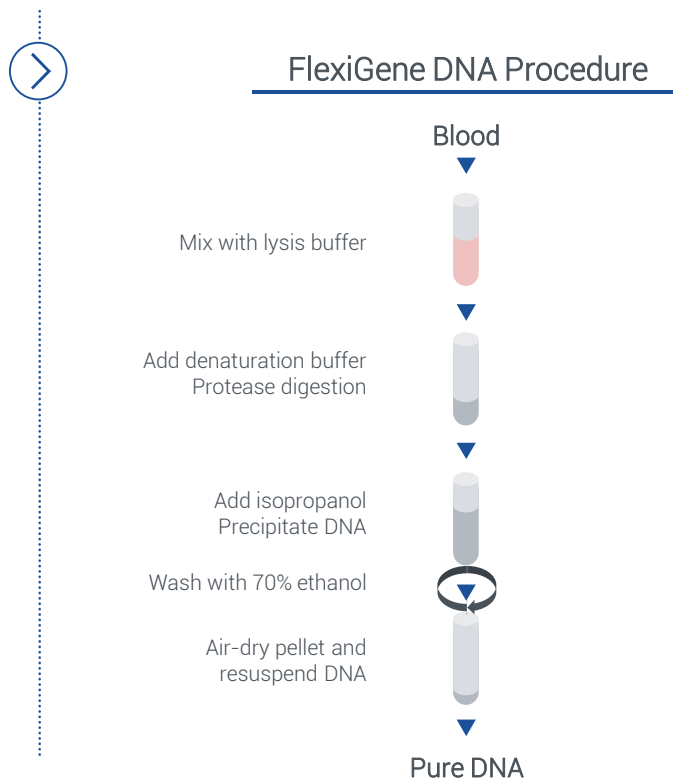 FlexiGene DNA Procedure
Blood
Mix with lysis buffer
Add denaturation buffer
Protease digestion
Add isopropanol
Precipitate DNA
Wash with 70% ethanol
Air-dry pellet and
resuspend DNA
Pure DNA